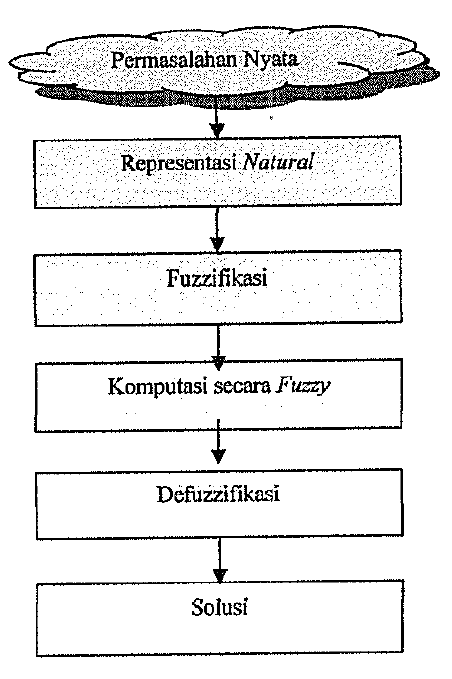 Permasalahan Nyata
Representasi Natural
Fuzzifikasi
Komputasi secara Fuzzy
Defuzzifikasi
Solusi